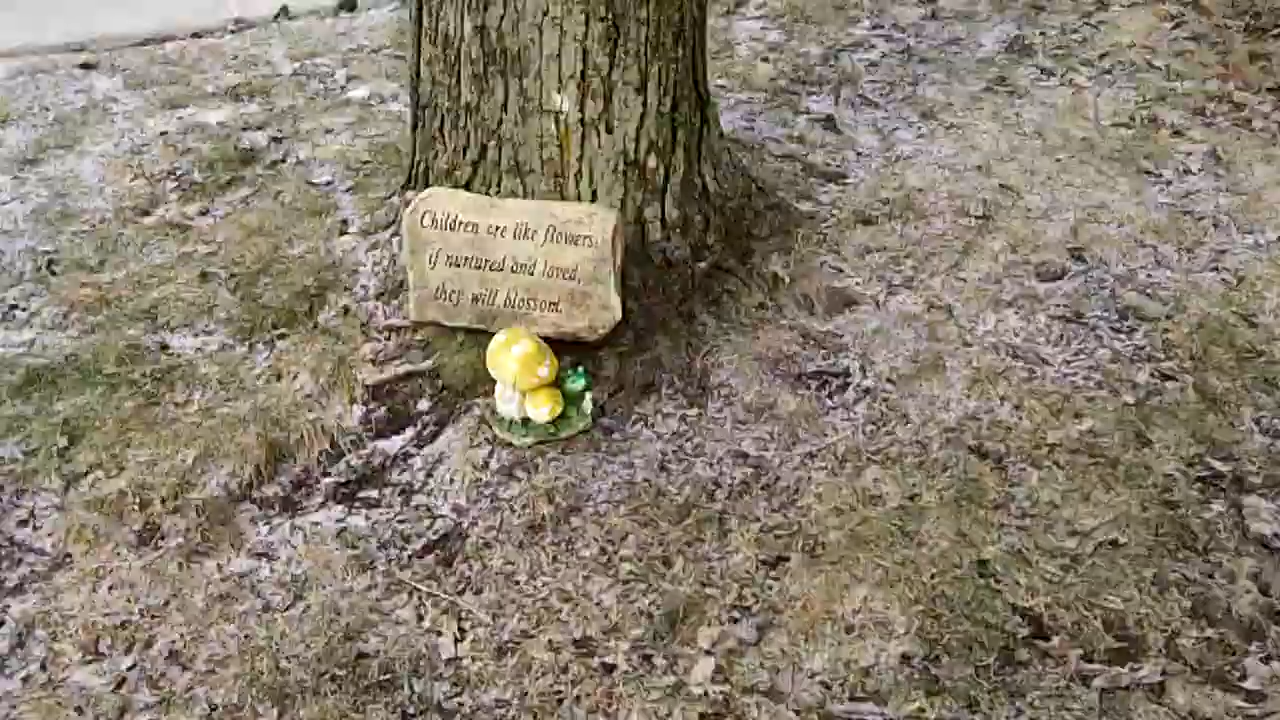 Children are like flowers:
if nurtured and loved,
they will blossom.